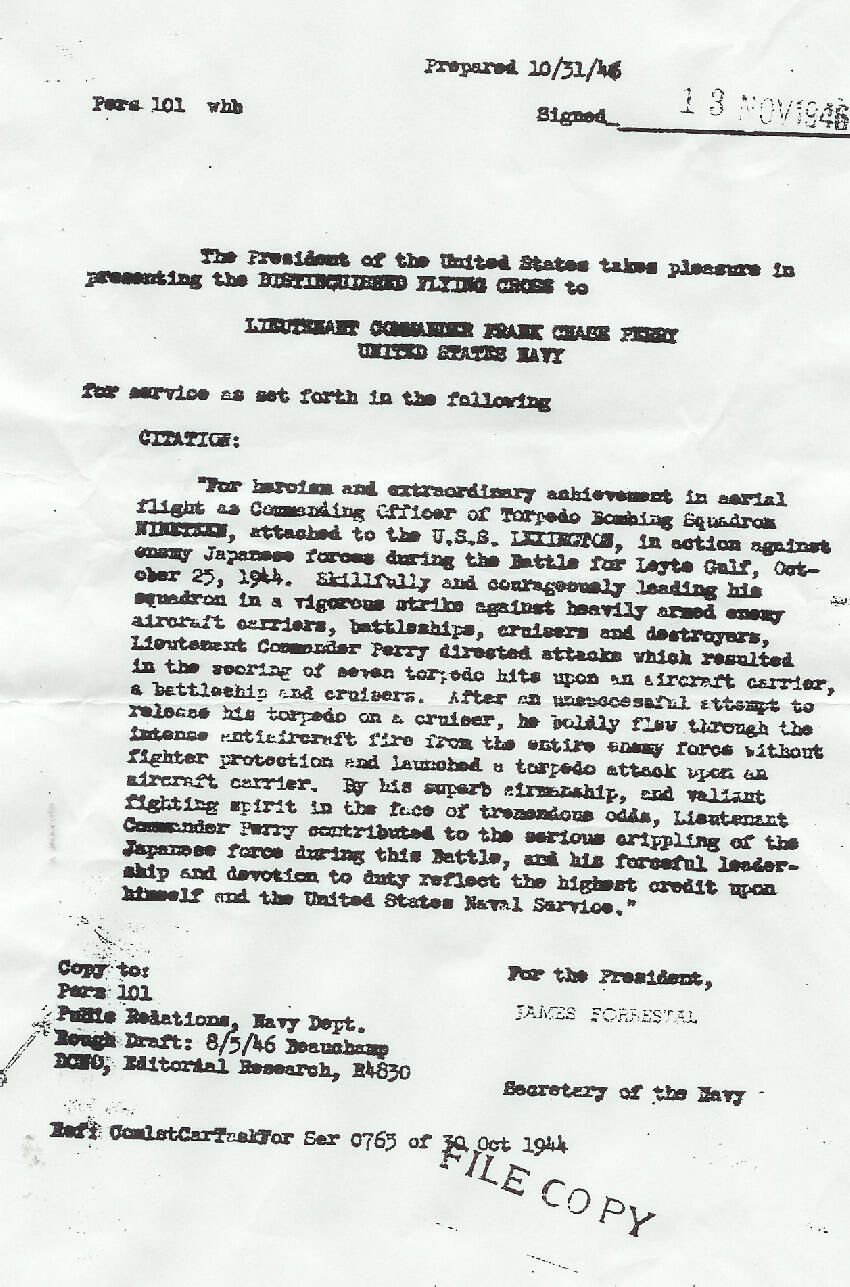 Prepared 10/31/46
Pers 101 whb
Signed 13 NOV 1946
The President of the United States takes pleasure in
presenting the DISTINGUISHED FLYING CROSS to
LIEUTENANT COMMANDER FRANK CHASE PERRY
UNITED STATES NAVY
for service as set forth in the following
CITATION:
"For heroism and extraordinary achievement in aerial
flight as Commanding Officer of Torpedo Bombing Squadron
NINETEEN, attached to the U.S.S. LEXINGTON, in action against
enemy Japanese forces during the Battle for Leyte Gulf, Oct-
ober 25, 1944. Skillfully and courageously leading his
squadron in a vigorous strike against heavily armed enemy
aircraft carriers, battleships, cruisers and destroyers,
Lieutenant Commander Perry directed attacks which resulted
in the scoring of seven torpedo hits upon an aircraft carrier,
a battleship and cruisers. After an unsuccessful attempt to
release his torpedo on a cruiser, he boldly flew through the
intense antiaircraft fire from the entire enemy force without
fighter protection and launched a torpedo attack upon an
aircraft carrier. By his superb airmanship, and valiant
fighting spirit in the face of tremendous odds, Lieutenant
Commander Perry contributed to the serious crippling of the
Japanese force during this Battle, and his forceful leader-
ship and devotion to duty reflect the highest credit upon
himself and the United States Naval Service."
Copy to:
Pers 101
Public Relations, Navy Dept.
Rough Draft: 8/5/46 Beauchamp
DCNO, Editorial Research, R4830
For the President,
JAMES FORRESTAL
Secretary of the Navy
Ref: Com1stCarTaskFor Ser 0763 of 30 Oct 1944
FILE COPY